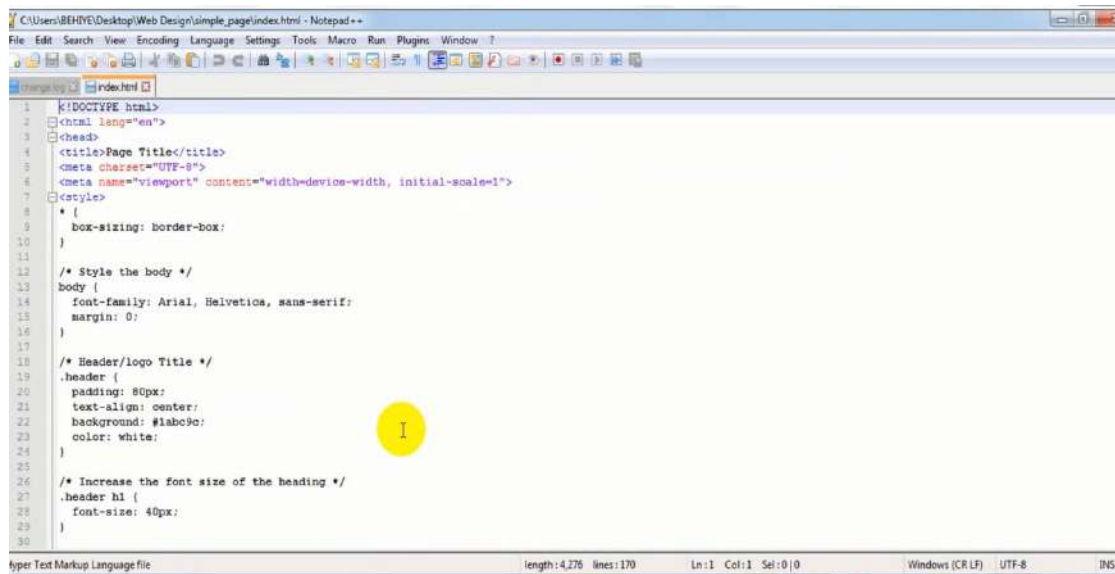 C:\Users\BEHIYE\Desktop\Web Design\simple_page\index.html - Notepad++
File Edit Search View Encoding Language Settings Tools Macro Run Plugins Window ?
change.log index.html
1 <!DOCTYPE html>
2 <html lang="en">
3 <head>
4 <title>Page Title</title>
5 <meta charset="UTF-8">
6 <meta name="viewport" content="width=device-width, initial-scale=1">
7 <style>
8 * {
9 box-sizing: border-box;
10 }
11
12 /* Style the body */
13 body {
14 font-family: Arial, Helvetica, sans-serif;
15 margin: 0;
16 }
17
18 /* Header/logo Title */
19 .header {
20 padding: 80px;
21 text-align: center;
22 background: #1abc9c;
23 color: white;
24 }
25
26 /* Increase the font size of the heading */
27 .header h1 {
28 font-size: 40px;
29 }
30
Hyper Text Markup Language file length : 4,276 lines : 170 Ln : 1 Col : 1 Sel : 0 | 0 Windows (CR LF) UTF-8 INS